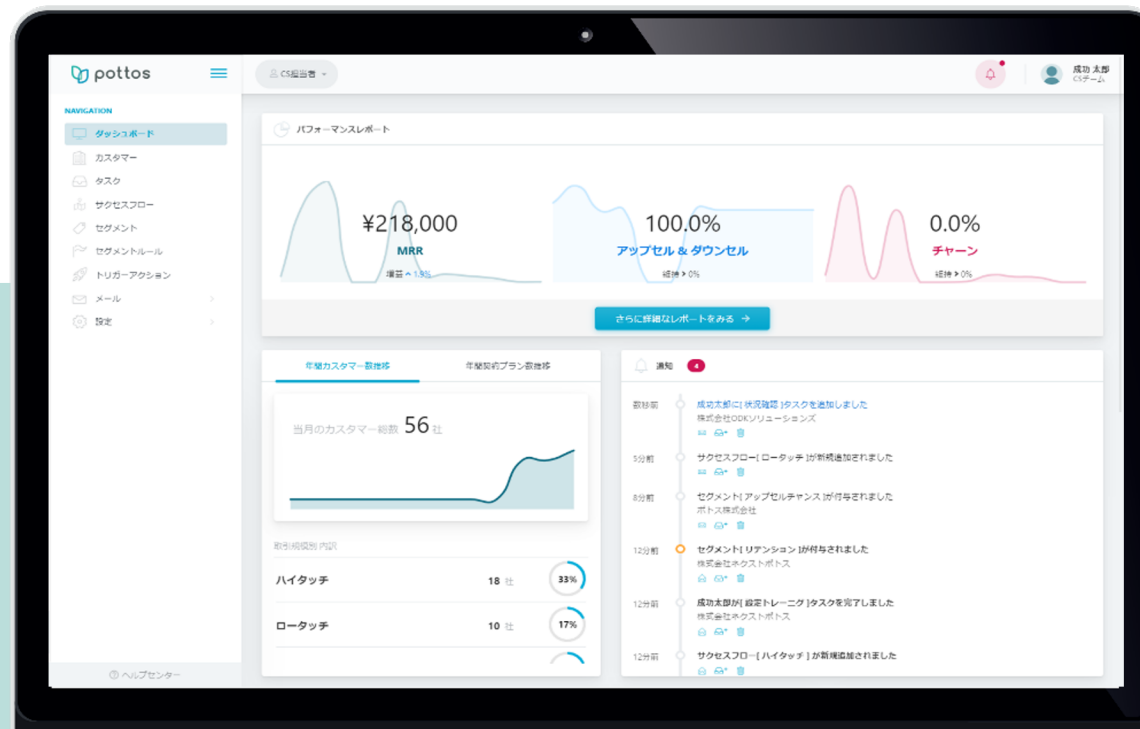 pottos
CS担当者
成功 太郎
CSチーム
NAVIGATION
ダッシュボード
カスタマー
タスク
サクセスフロー
セグメント
セグメントルール
トリガーアクション
メール
設定
ヘルプセンター
パフォーマンスレポート
¥218,000
MRR
増益 1.9%
100.0%
アップセル & ダウンセル
維持 0%
0.0%
チャーン
維持 0%
さらに詳細なレポートをみる →
年間カスタマー数推移
年間契約プラン数推移
当月のカスタマー総数 56 社
取引規模別 内訳
ハイタッチ 18 社 33%
ロータッチ 10 社 17%
通知 4
数秒前 成功太郎に[ 状況確認 ]タスクを追加しました
株式会社ODKソリューションズ
5分前 サクセスフロー[ ロータッチ ]が新規追加されました
8分前 セグメント[ アップセルチャンス ]が付与されました
ポトス株式会社
12分前 セグメント[ リテンション ]が付与されました
株式会社ネクストポトス
12分前 成功太郎が[ 設定トレーニグ ]タスクを完了しました
株式会社ネクストポトス
12分前 サクセスフロー[ ハイタッチ ] が新規追加されました